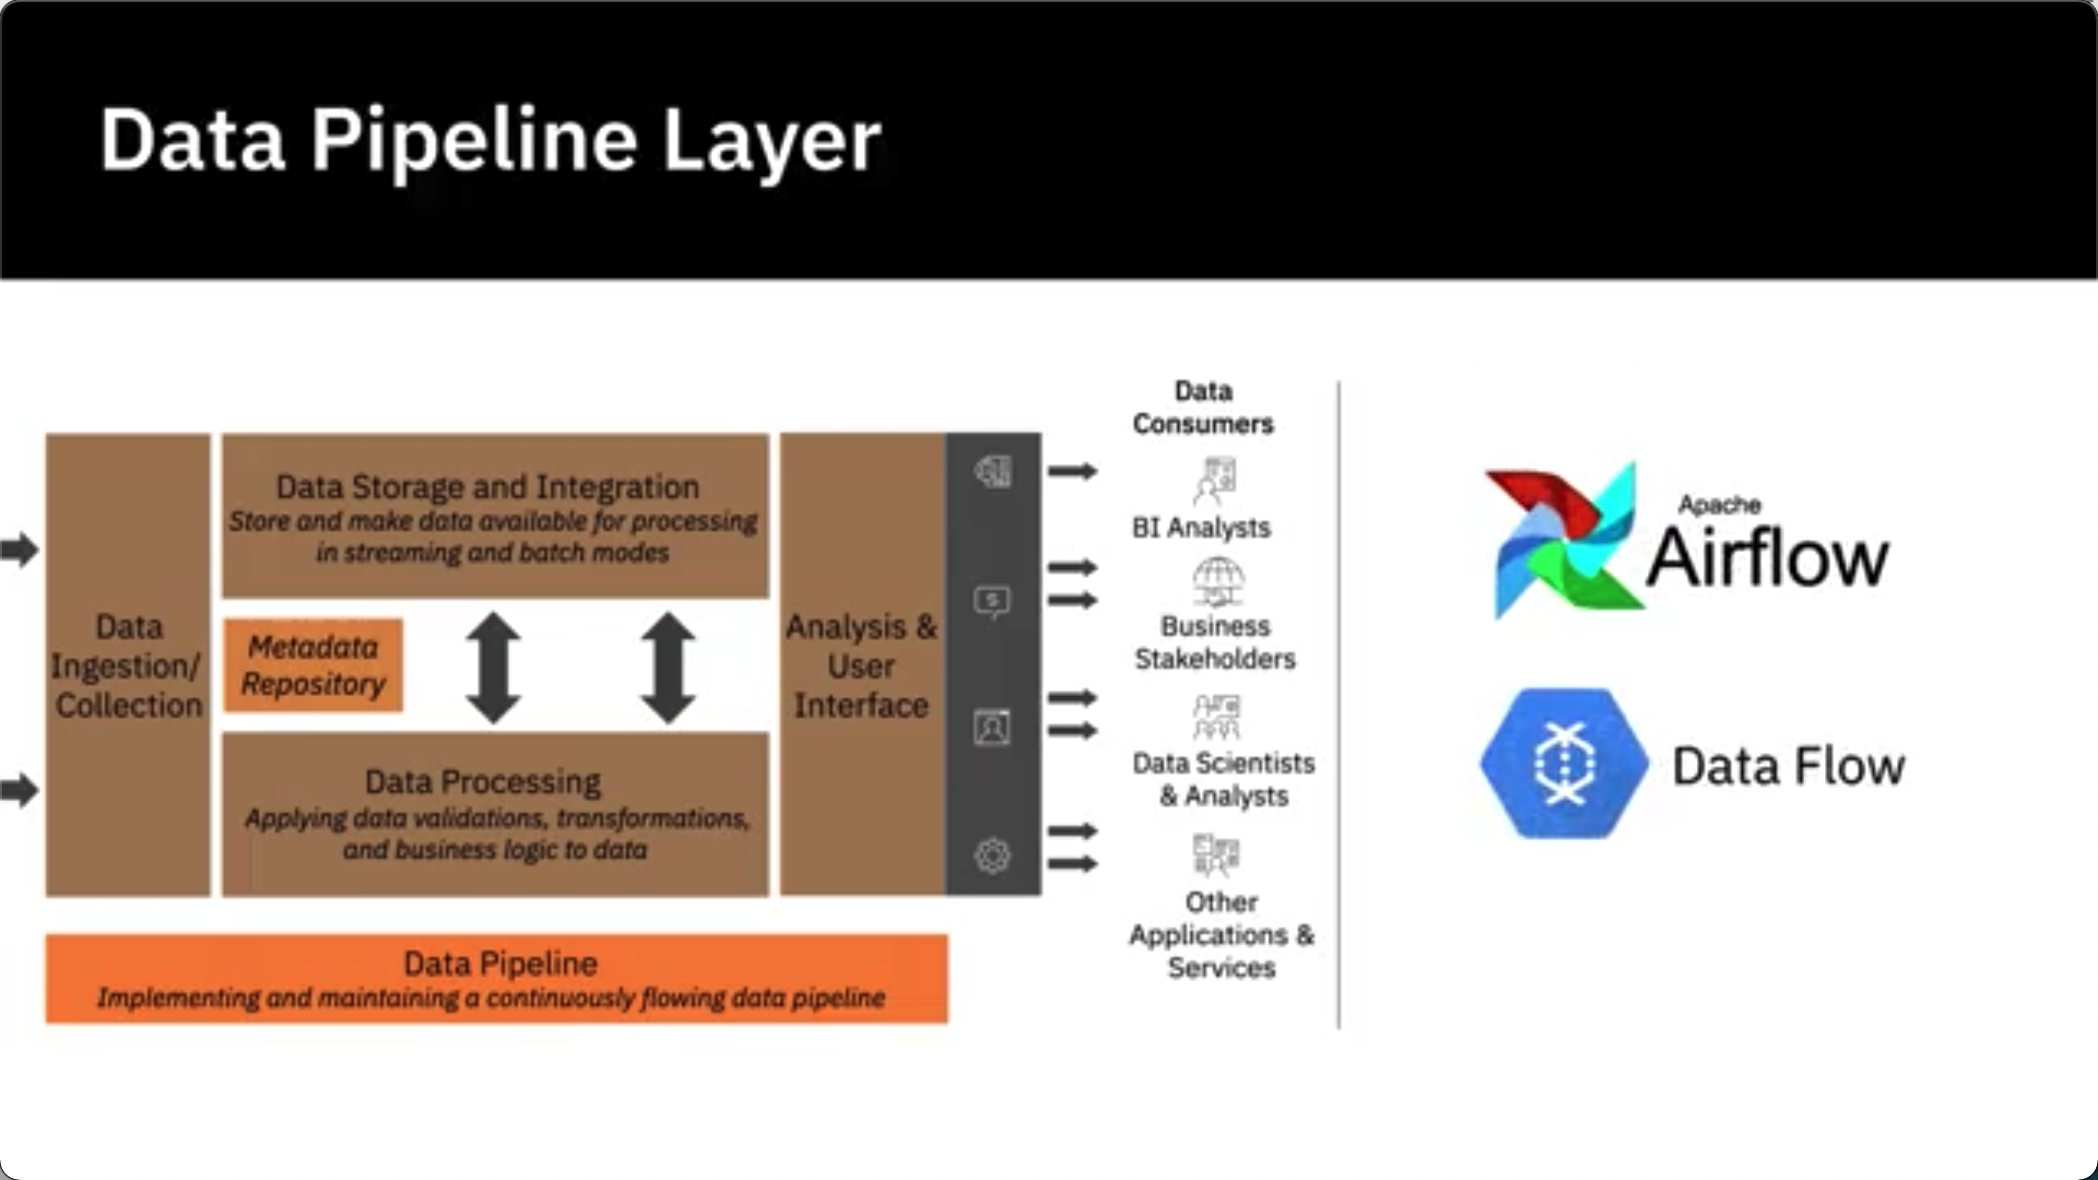 Data Pipeline Layer
Data
Ingestion/
Collection
Data Storage and Integration
Store and make data available for processing
in streaming and batch modes
Metadata
Repository
Data Processing
Applying data validations, transformations,
and business logic to data
Analysis &
User
Interface
Data Pipeline
Implementing and maintaining a continuously flowing data pipeline
Data
Consumers
BI Analysts
Business
Stakeholders
Data Scientists
& Analysts
Other
Applications &
Services
Apache
Airflow
Data Flow